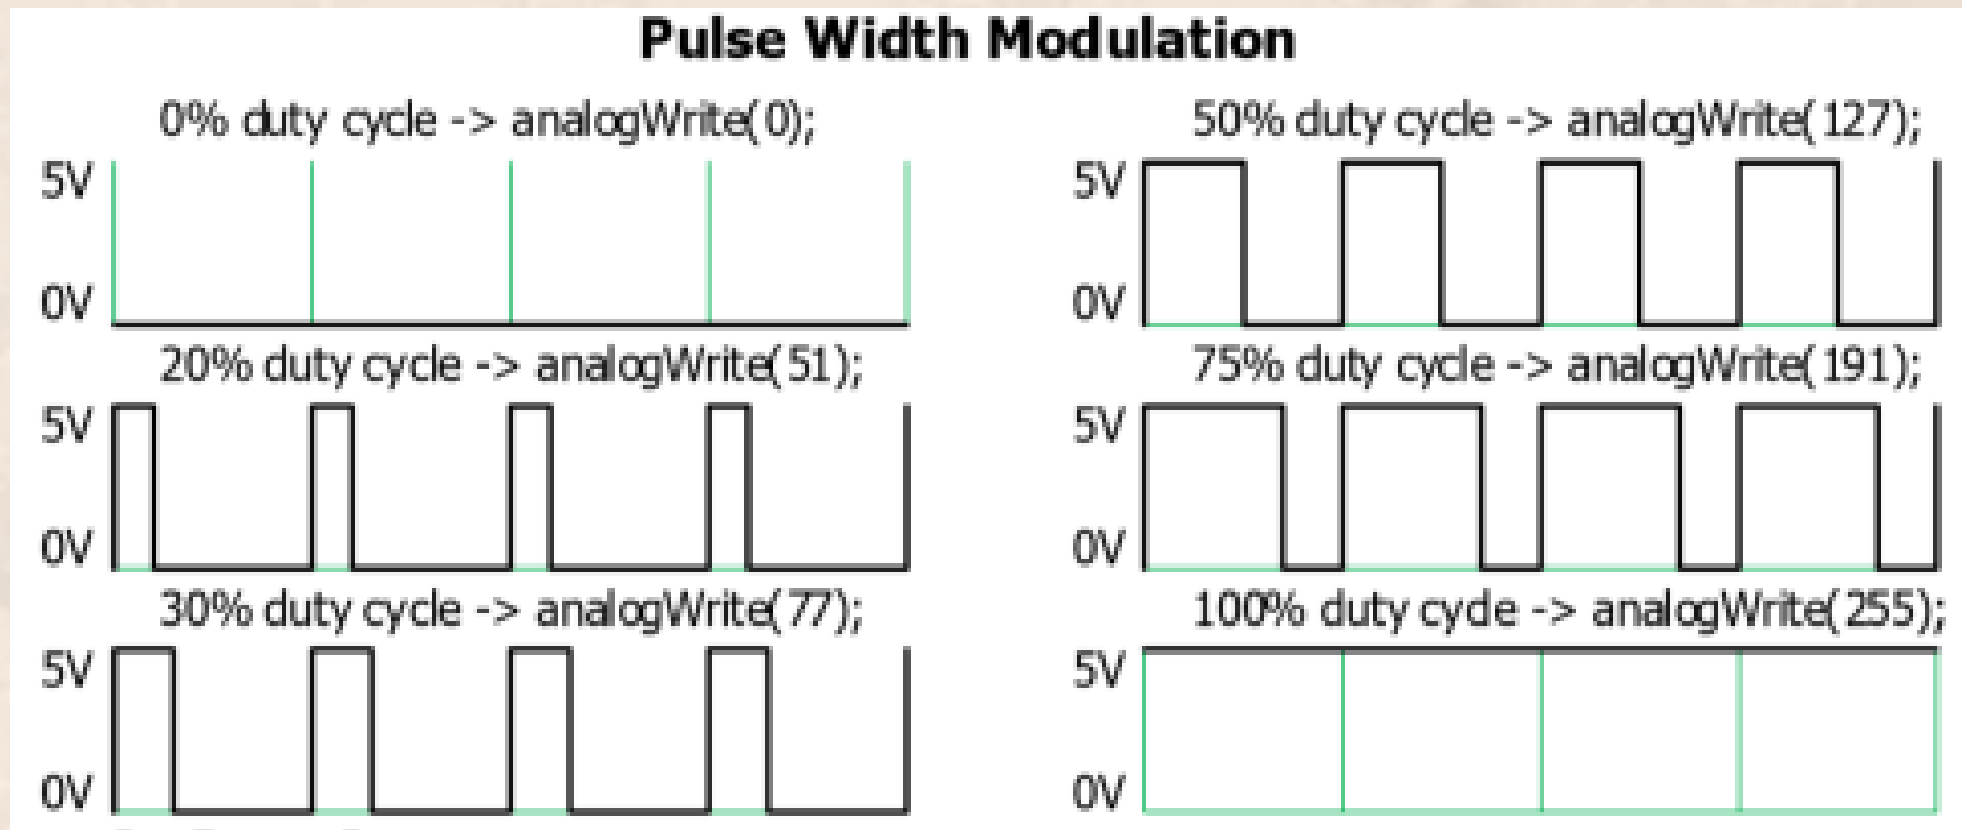 Pulse Width Modulation
0% duty cycle -> analogWrite(0);
5V
0V
20% duty cycle -> analogWrite(51);
5V
0V
30% duty cycle -> analogWrite(77);
5V
0V
50% duty cycle -> analogWrite(127);
5V
0V
75% duty cycle -> analogWrite(191);
5V
0V
100% duty cycle -> analogWrite(255);
5V
0V